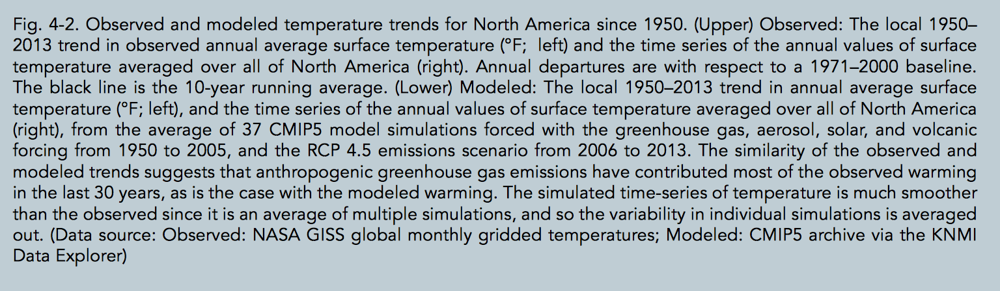 Fig. 4-2. Observed and modeled temperature trends for North America since 1950. (Upper) Observed: The local 1950–
2013 trend in observed annual average surface temperature (°F; left) and the time series of the annual values of surface
temperature averaged over all of North America (right). Annual departures are with respect to a 1971–2000 baseline.
The black line is the 10-year running average. (Lower) Modeled: The local 1950–2013 trend in annual average surface
temperature (°F; left), and the time series of the annual values of surface temperature averaged over all of North America
(right), from the average of 37 CMIP5 model simulations forced with the greenhouse gas, aerosol, solar, and volcanic
forcing from 1950 to 2005, and the RCP 4.5 emissions scenario from 2006 to 2013. The similarity of the observed and
modeled trends suggests that anthropogenic greenhouse gas emissions have contributed most of the observed warming
in the last 30 years, as is the case with the modeled warming. The simulated time-series of temperature is much smoother
than the observed since it is an average of multiple simulations, and so the variability in individual simulations is averaged
out. (Data source: Observed: NASA GISS global monthly gridded temperatures; Modeled: CMIP5 archive via the KNMI
Data Explorer)